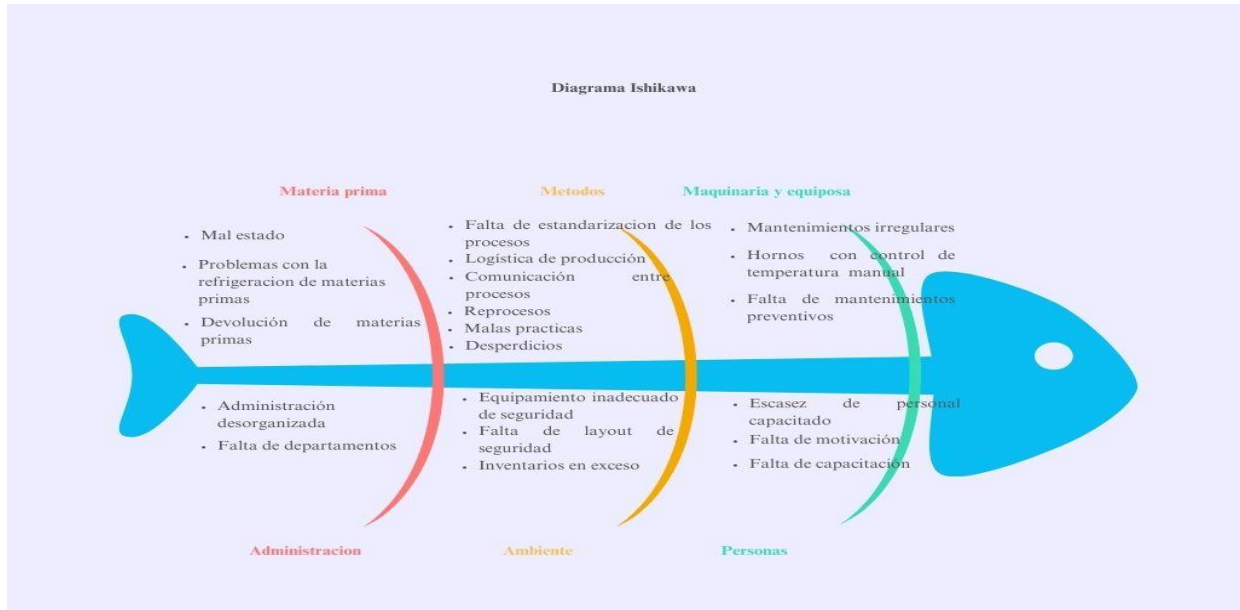 Diagrama Ishikawa
Materia prima
• Mal estado
• Problemas con la
refrigeracion de materias
primas
• Devolución de materias
primas
Metodos
• Falta de estandarizacion de los
procesos
• Logística de producción
• Comunicación entre
procesos
• Reprocesos
• Malas practicas
• Desperdicios
Maquinaria y equiposa
• Mantenimientos irregulares
• Hornos con control de
temperatura manual
• Falta de mantenimientos
preventivos
• Administración
desorganizada
• Falta de departamentos
Administracion
• Equipamiento inadecuado
de seguridad
• Falta de layout de
seguridad
• Inventarios en exceso
Ambiente
• Escasez de personal
capacitado
• Falta de motivación
• Falta de capacitación
Personas